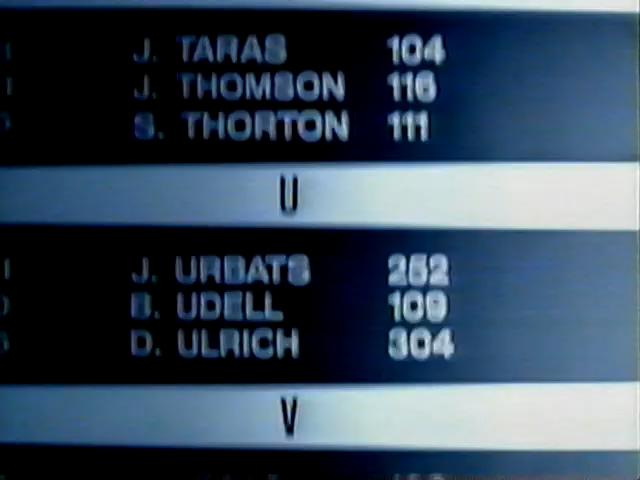 J. TARAS 104
J. THOMSON 116
S. THORTON 111
U
J. URBATS 252
B. UDELL 109
D. ULRICH 304
V